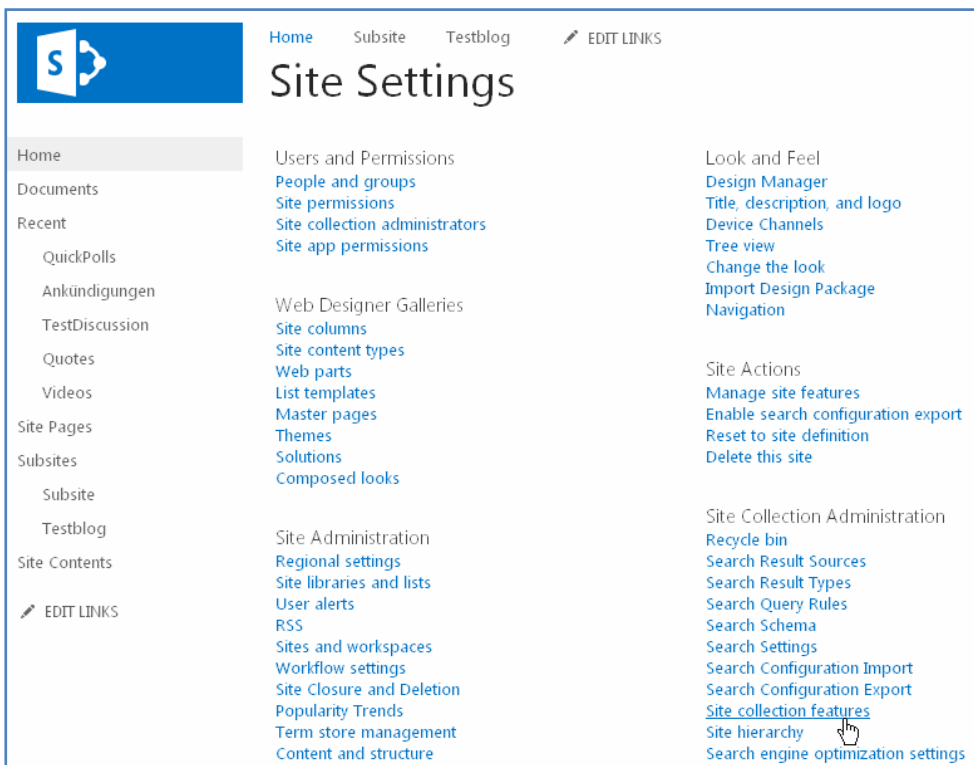 S
Home Subsite Testblog EDIT LINKS
Site Settings
Home
Documents
Recent
QuickPolls
Ankündigungen
TestDiscussion
Quotes
Videos
Site Pages
Subsites
Subsite
Testblog
Site Contents
EDIT LINKS
Users and Permissions
People and groups
Site permissions
Site collection administrators
Site app permissions
Web Designer Galleries
Site columns
Site content types
Web parts
List templates
Master pages
Themes
Solutions
Composed looks
Site Administration
Regional settings
Site libraries and lists
User alerts
RSS
Sites and workspaces
Workflow settings
Site Closure and Deletion
Popularity Trends
Term store management
Content and structure
Look and Feel
Design Manager
Title, description, and logo
Device Channels
Tree view
Change the look
Import Design Package
Navigation
Site Actions
Manage site features
Enable search configuration export
Reset to site definition
Delete this site
Site Collection Administration
Recycle bin
Search Result Sources
Search Result Types
Search Query Rules
Search Schema
Search Settings
Search Configuration Import
Search Configuration Export
Site collection features
Site hierarchy
Search engine optimization settings